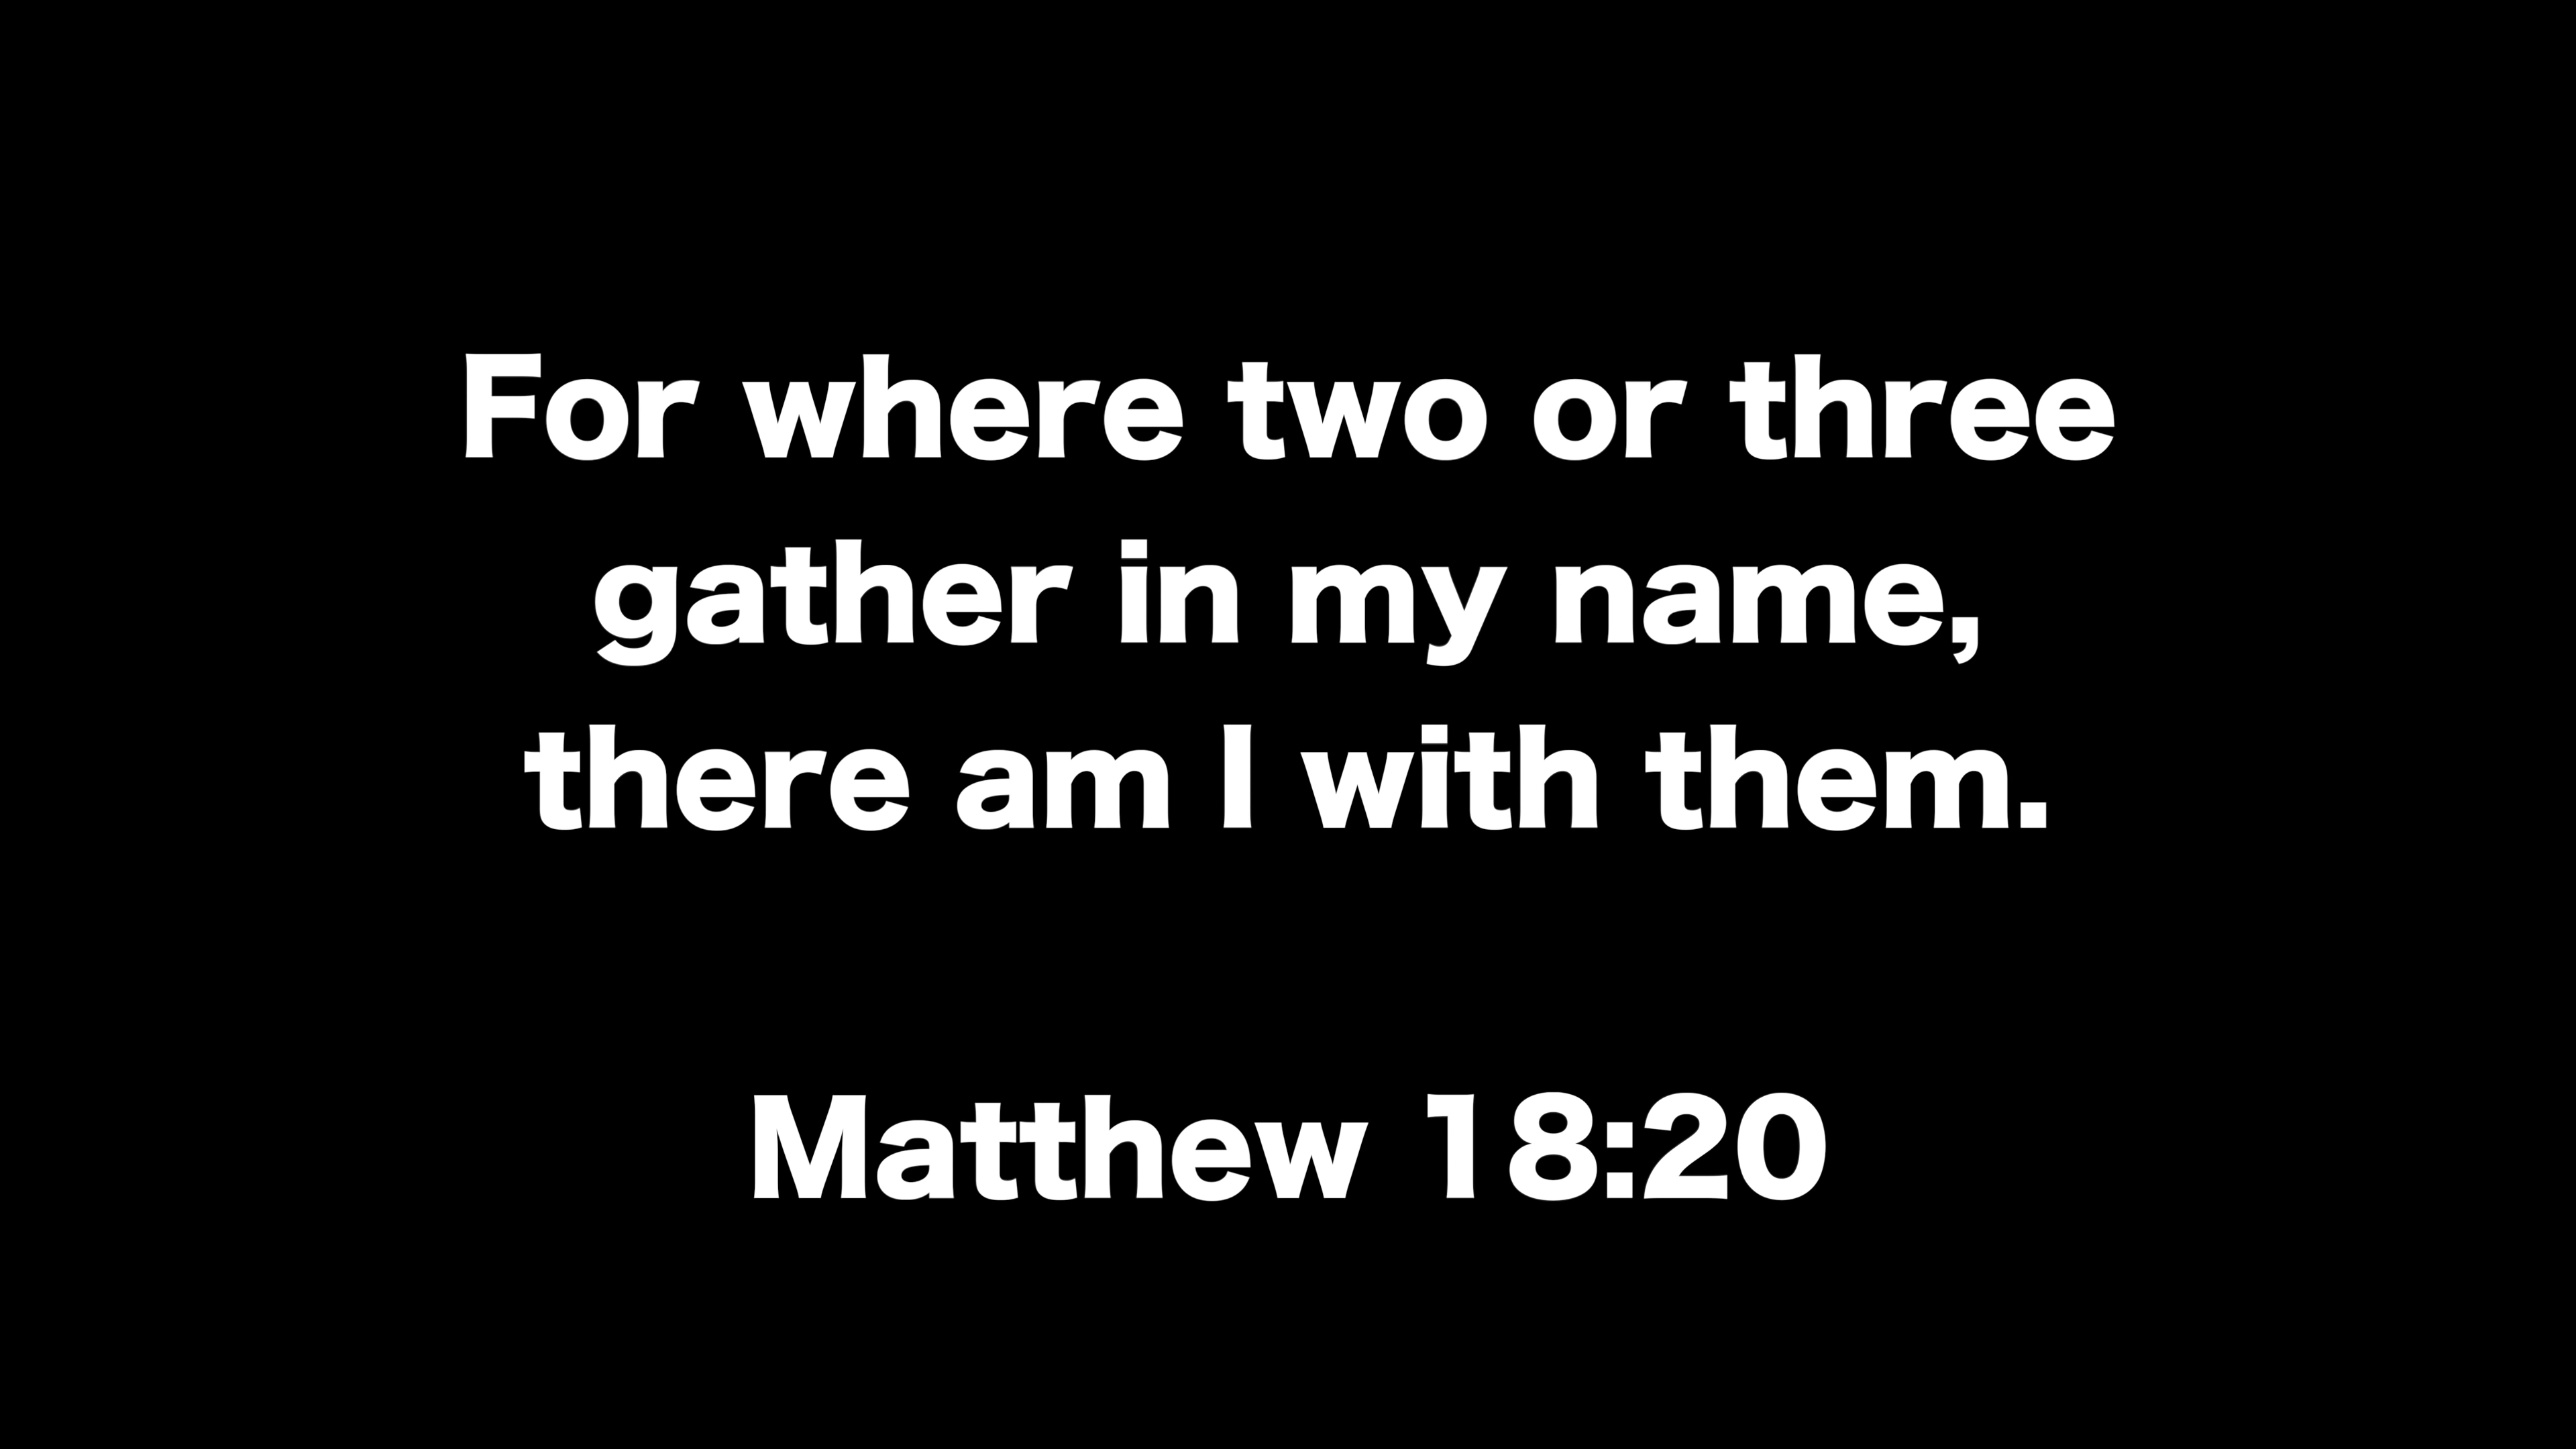 For where two or three
gather in my name,
there am I with them.
Matthew 18:20